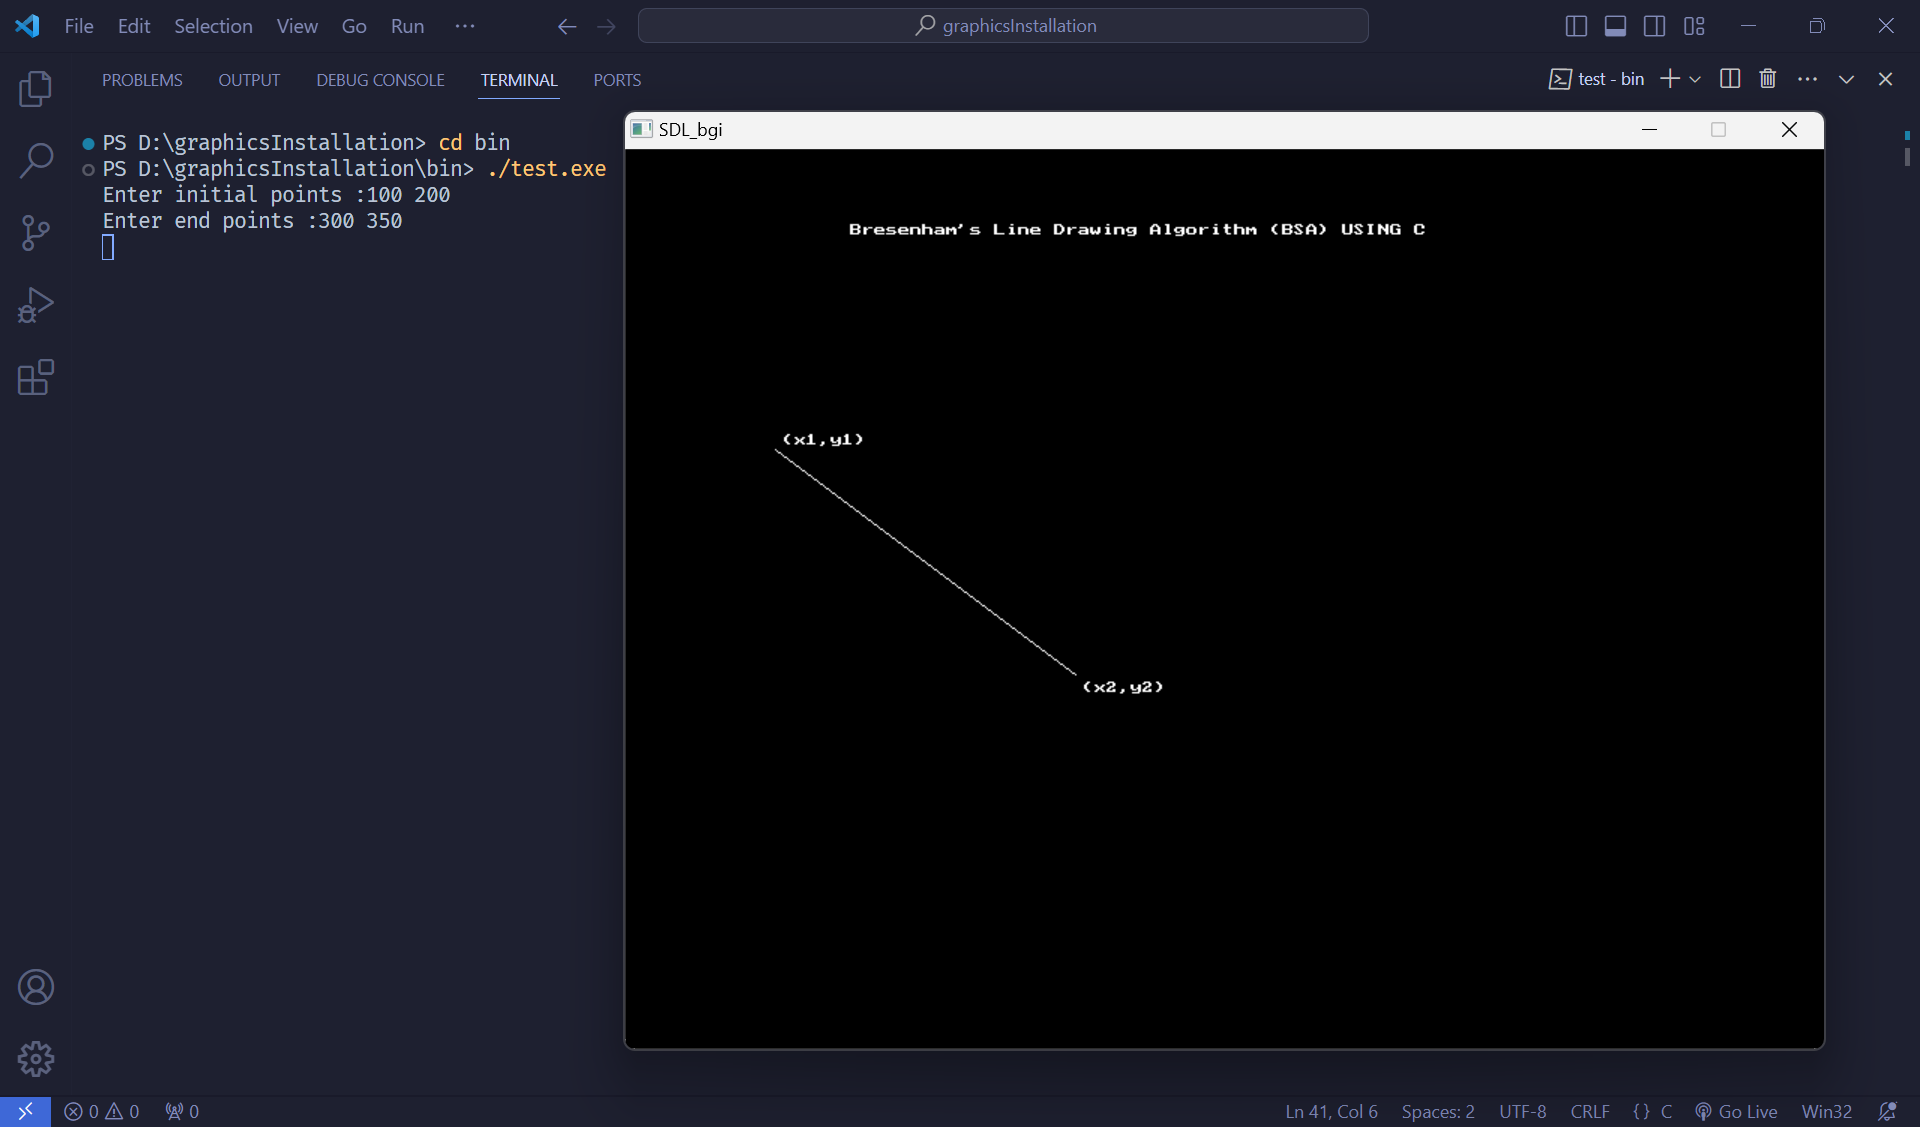 File Edit Selection View Go Run ···
graphicsInstallation
PROBLEMS OUTPUT DEBUG CONSOLE TERMINAL PORTS
test - bin
PS D:\graphicsInstallation> cd bin
PS D:\graphicsInstallation\bin> ./test.exe
Enter initial points :100 200
Enter end points :300 350
SDL_bgi
Bresenham's Line Drawing Algorithm (BSA) USING C
(x1,y1)
(x2,y2)
0 0 0
Ln 41, Col 6 Spaces: 2 UTF-8 CRLF {} C Go Live Win32